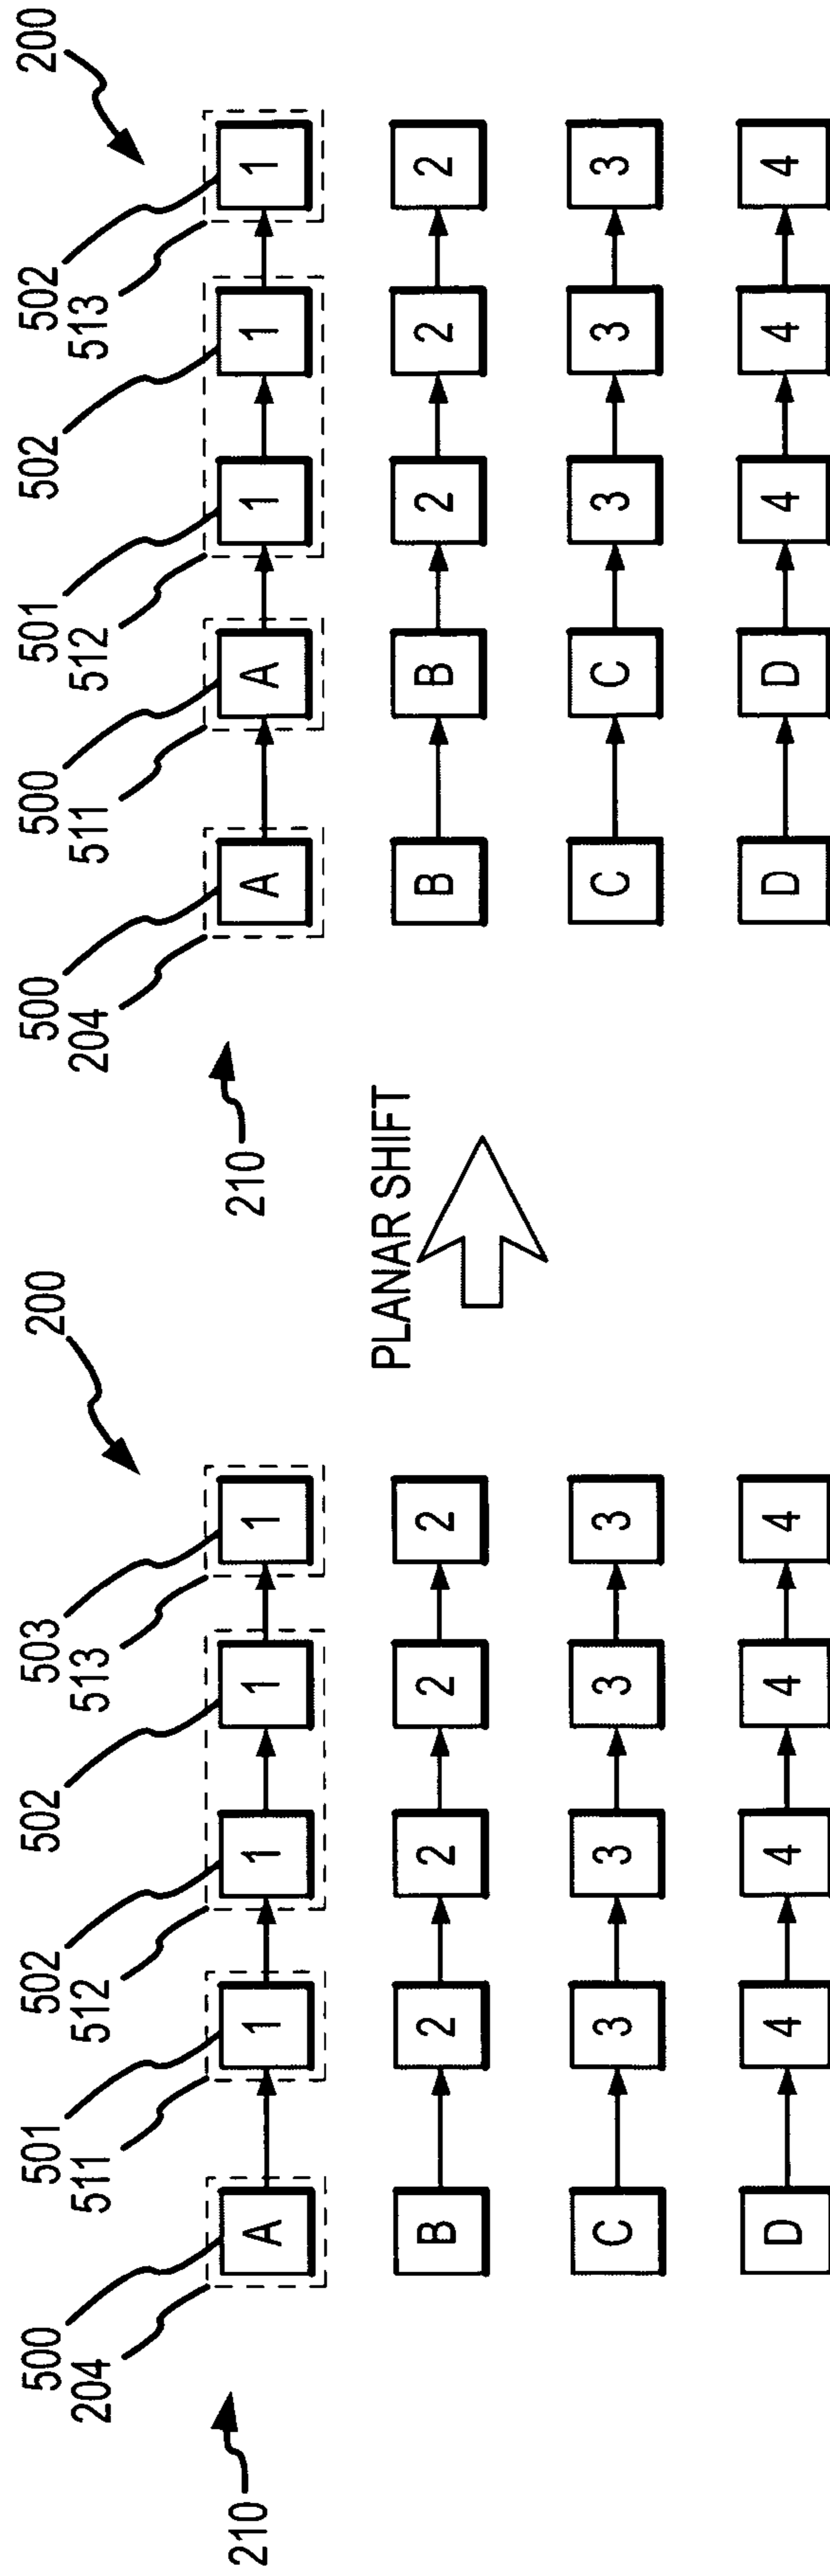 500
204
501
511
502
512
502
503
513
200
210
A 1 1 1 1
B 2 2 2 2
C 3 3 3 3
D 4 4 4 4
PLANAR SHIFT
500
204
500
511
501
512
502
502
513
200
210
A A 1 1 1
B B 2 2 2
C C 3 3 3
D D 4 4 4